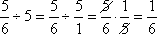 5/6 ÷ 5 = 5/6 ÷ 5/1 = 5̸/6 · 1/5̸ = 1/6